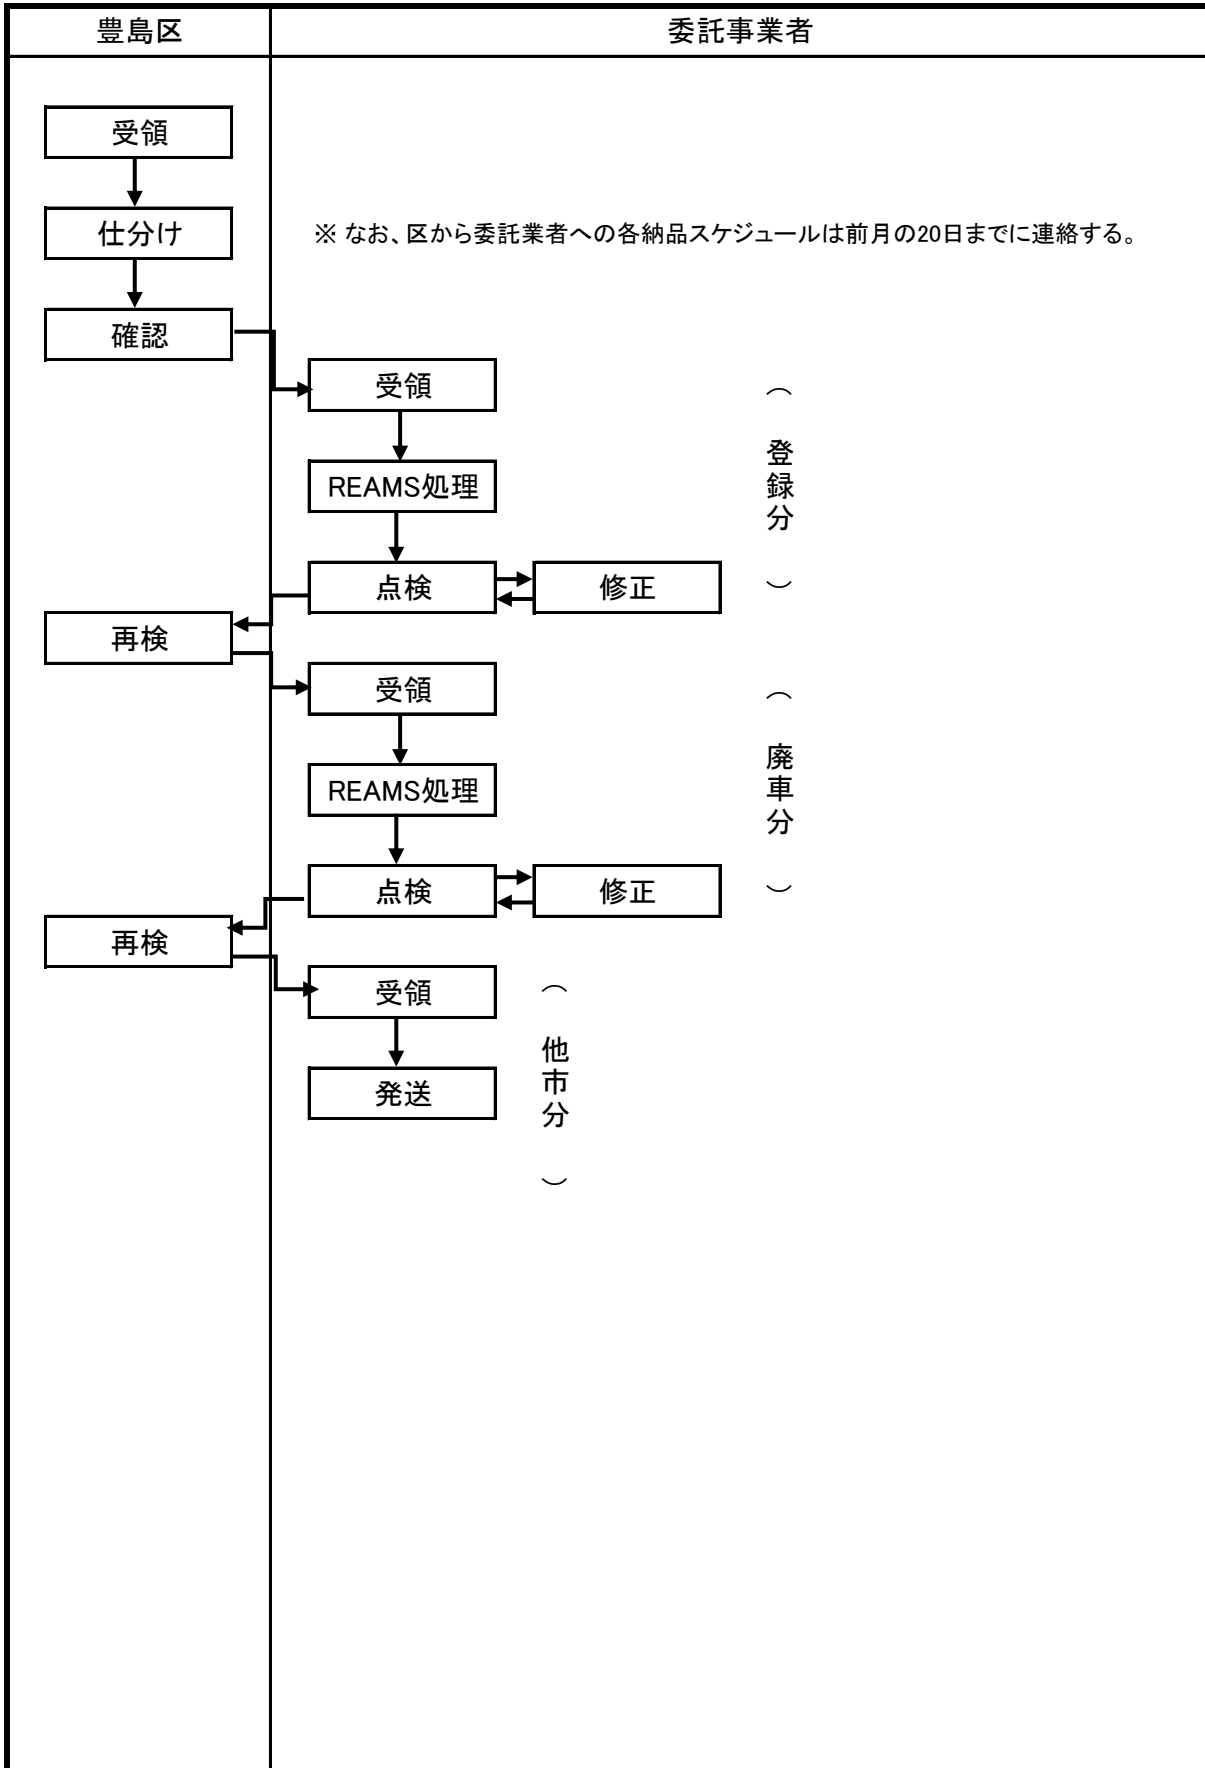 豊島区
委託事業者
受領
仕分け
※ なお、区から委託業者への各納品スケジュールは前月の20日までに連絡する。
確認
受領
REAMS処理
点検
修正
（登録分）
再検
受領
REAMS処理
点検
修正
（廃車分）
再検
受領
発送
（他市分）